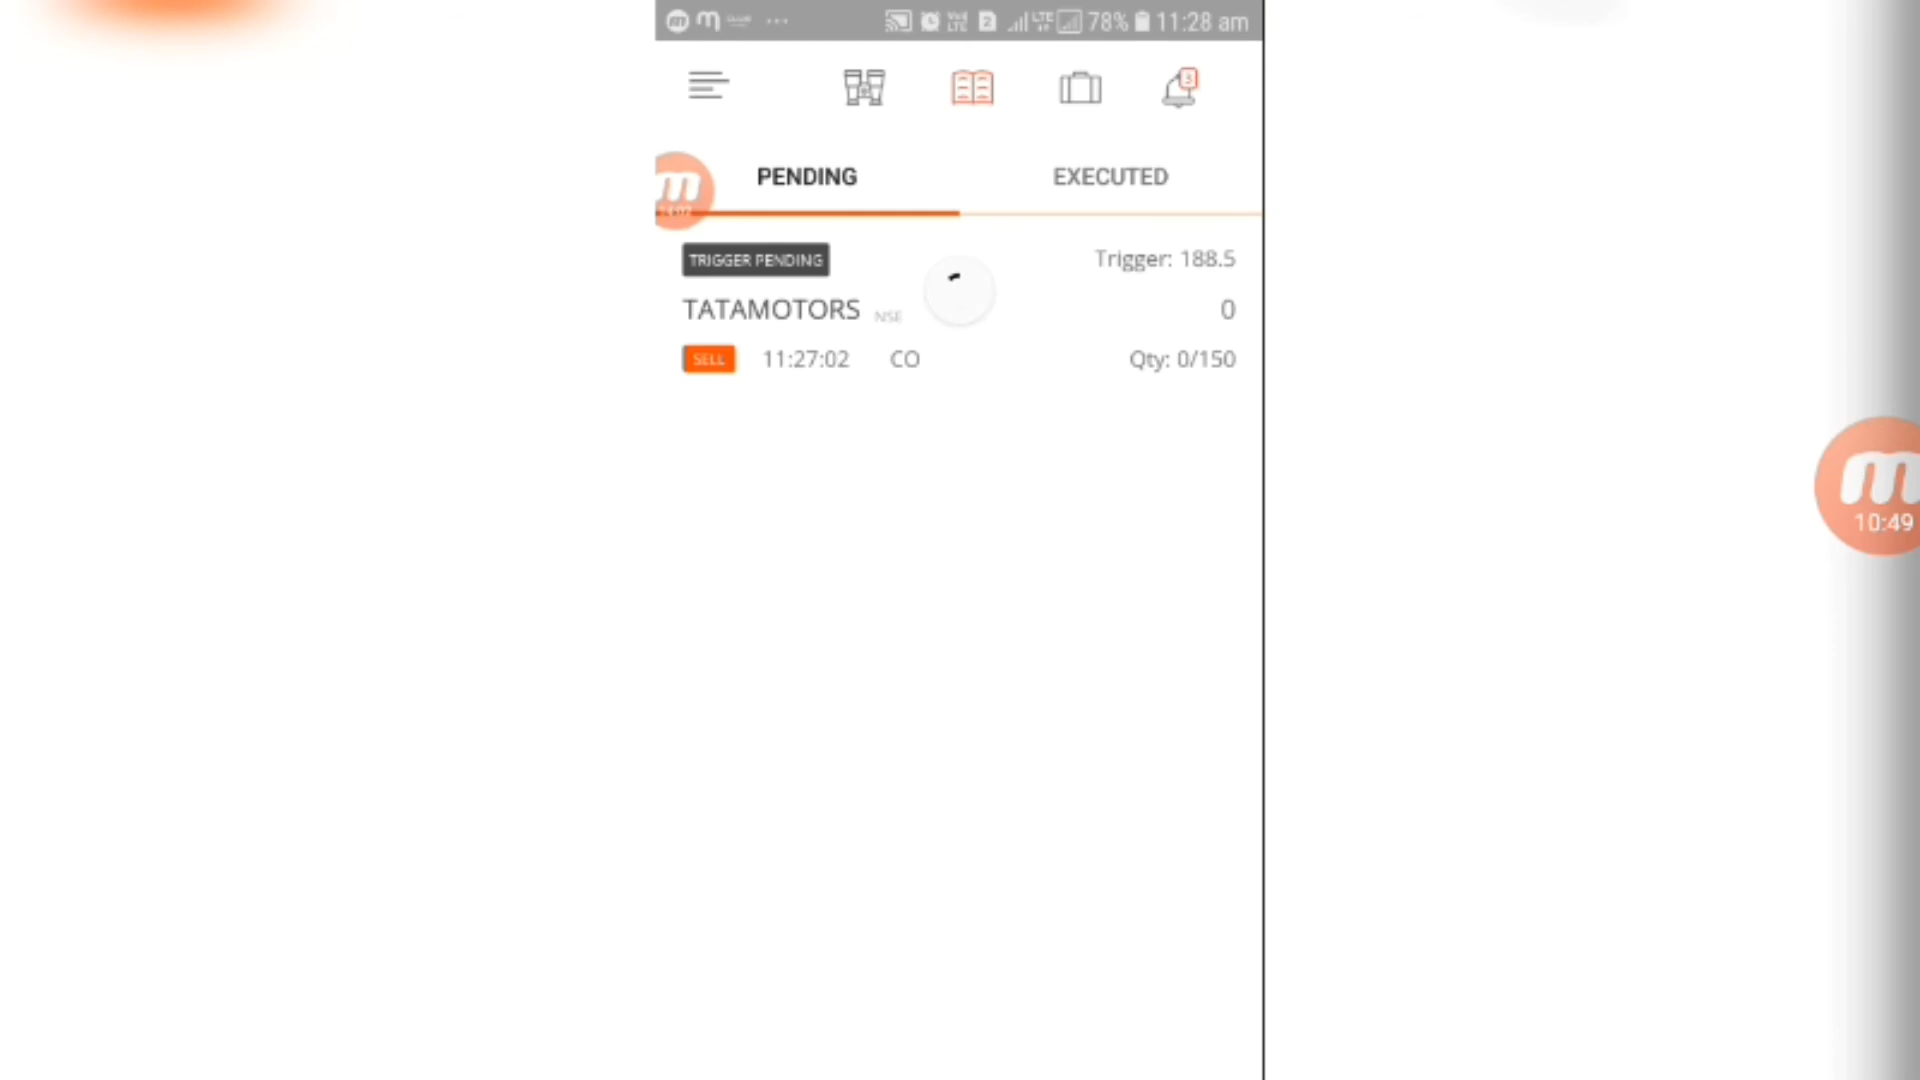 78% 11:28 am
3
PENDING EXECUTED
TRIGGER PENDING Trigger: 188.5
TATAMOTORS NSE 0
SELL 11:27:02 CO Qty: 0/150
m
10:49